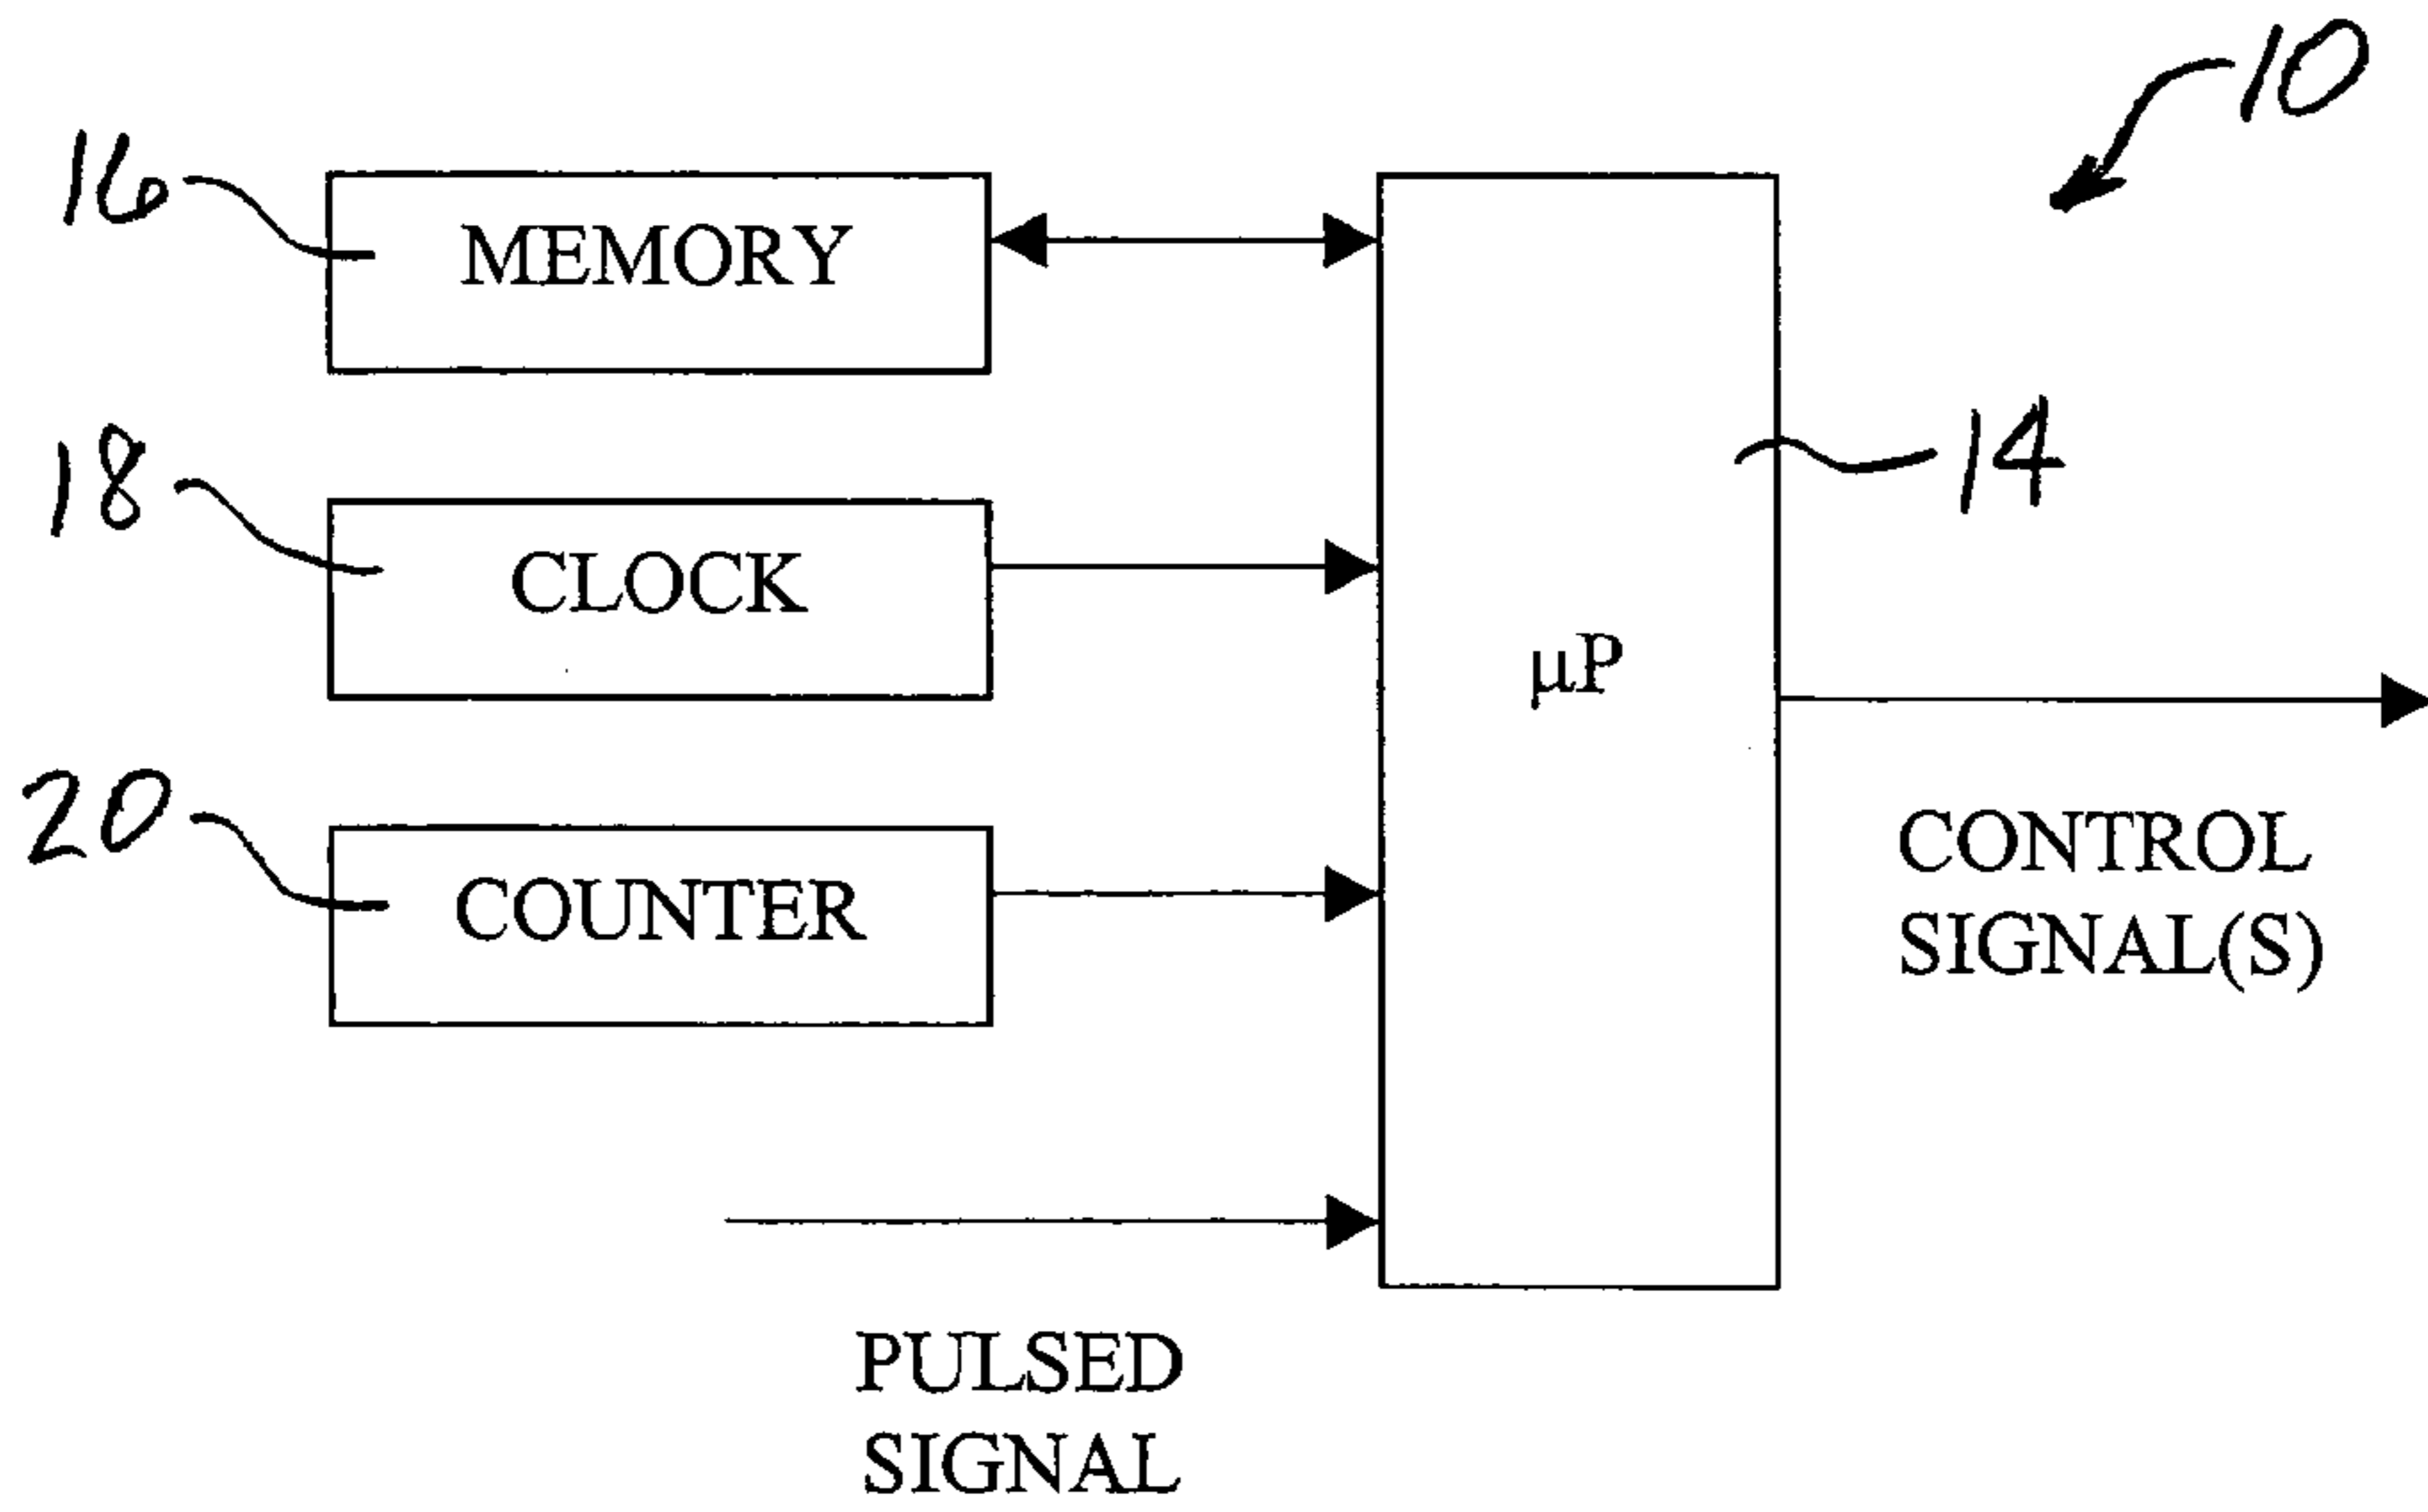 10
16
MEMORY
14
18
CLOCK
µP
20
COUNTER
CONTROL
SIGNAL(S)
PULSED
SIGNAL